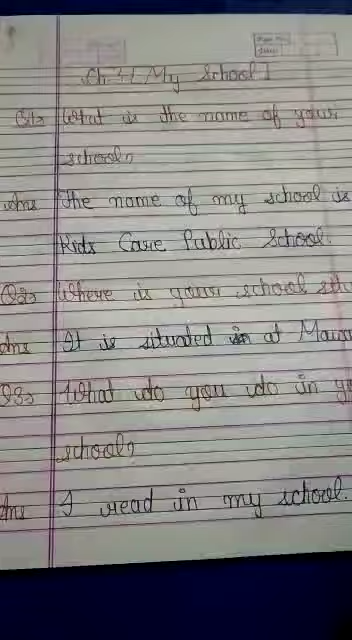 Ch. 4 [ My School ]
Q1) What is the name of your
school?
Ans The name of my school is
Kids Care Public School.
Q2) Where is your school
Ans It is situated in at
Q3) What do you do in
school?
Ans I read in my school.